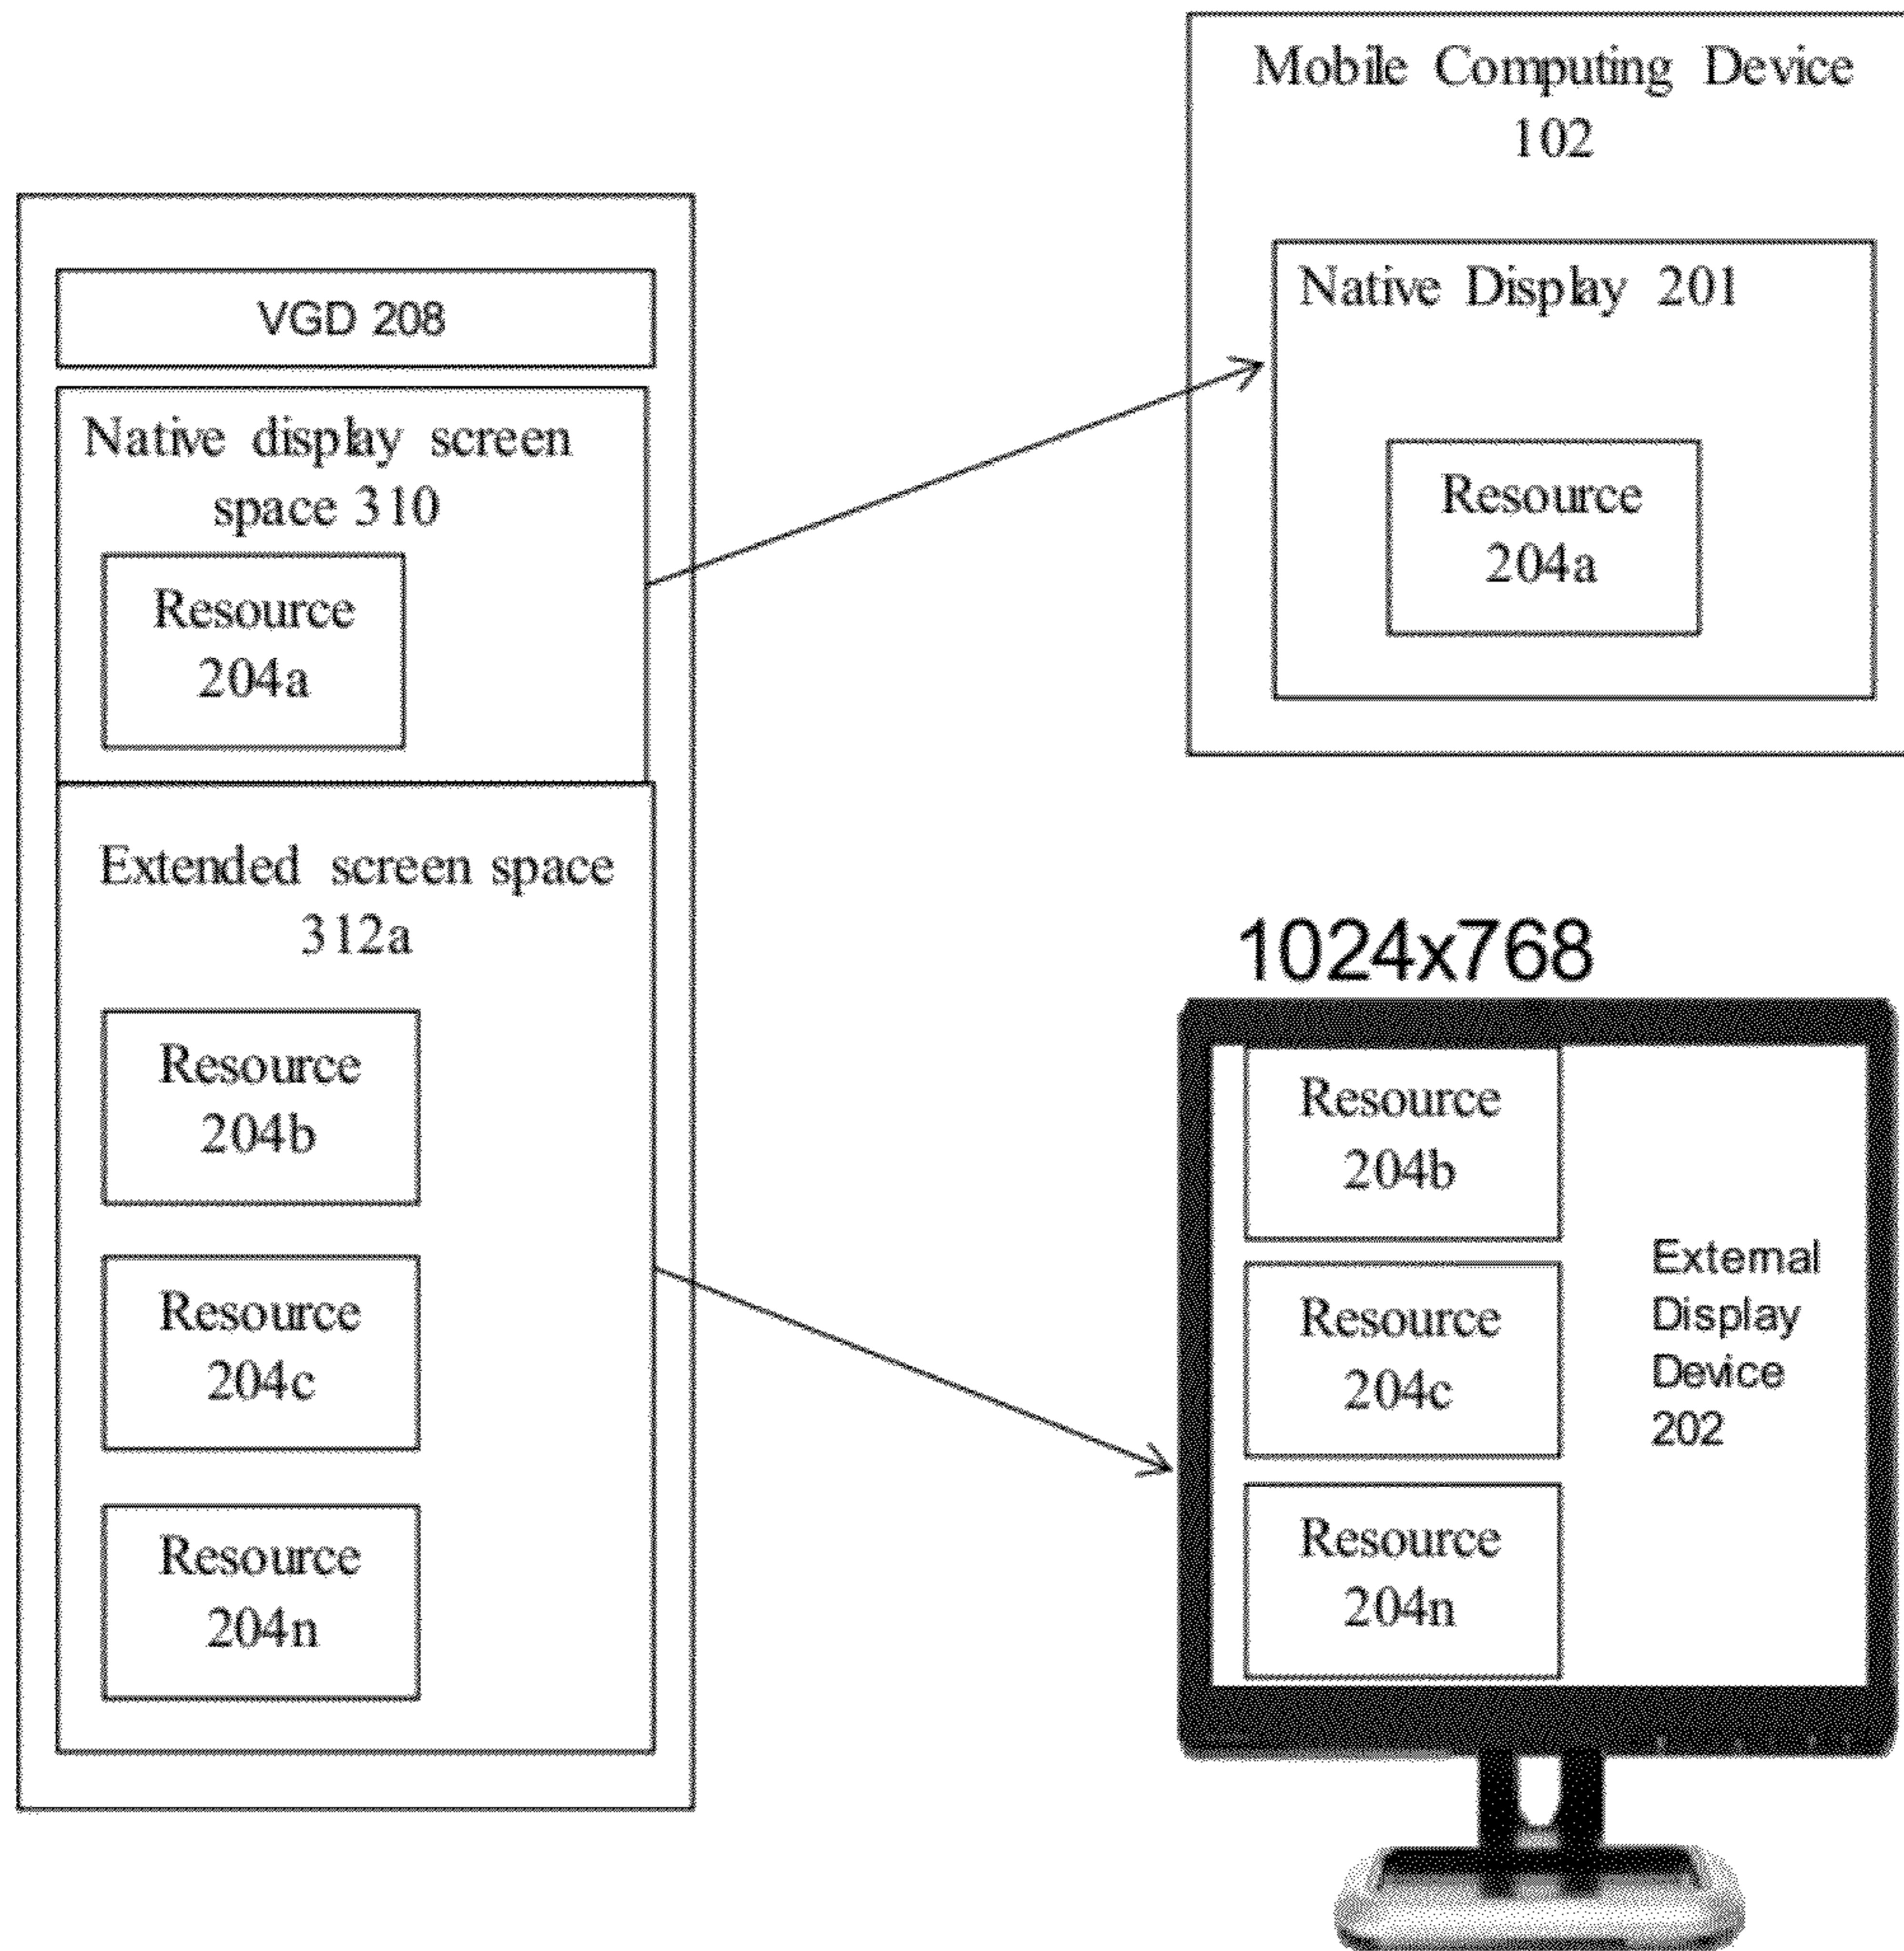 VGD 208
Native display screen
space 310
Resource
204a
Extended screen space
312a
Resource
204b
Resource
204c
Resource
204n
Mobile Computing Device
102
Native Display 201
Resource
204a
1024x768
Resource
204b
Resource
204c
Resource
204n
External
Display
Device
202